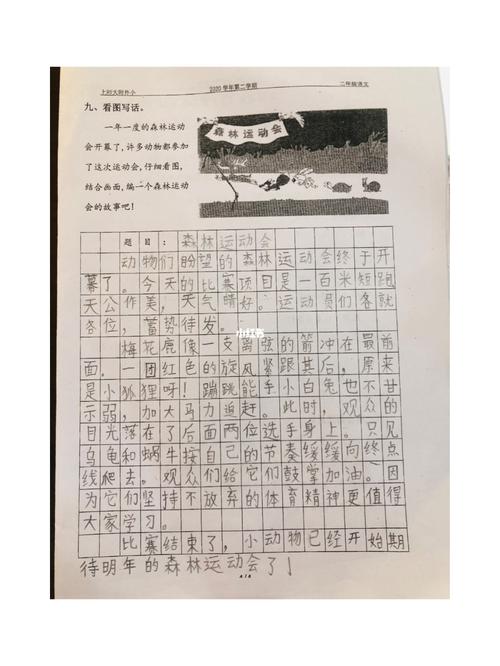 上师大附外小 2020学年第二学期 二年级语文
九、看图写话。
一年一度的森林运动
会开幕了,许多动物都参加
了这次运动会,仔细看图,
结合画面,编一个森林运动
会的故事吧!
森林运动会
题目:森林运动会
动物们盼望的森林运动会终于开
幕了。今天的比赛项目是一百米短跑
天公作美,天气晴好。运动员们各就
各位,蓄势待发。
小红书
梅花鹿像一支离弦的箭冲在最前
面。一团红色的旋风紧跟其后,原来
是小狐狸呀!蹦跳能手小白兔也不甘
示弱,加大马力追赶。此时,观众的
目光落在了后面两位选手身上。只见
乌龟和蜗牛按自己的节奏缓缓向终点
线爬去。观众们给它们鼓掌加油。因
为它们坚持不放弃的体育精神更值得
大家学习。
比赛结束了,小动物已经开始期
待明年的森林运动会了!